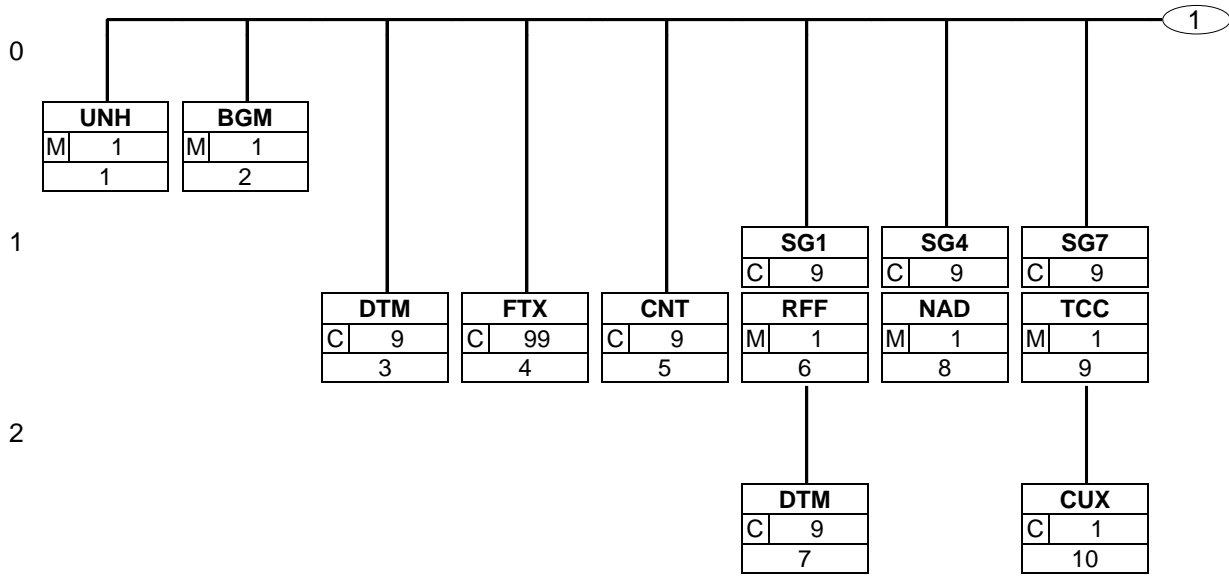 1
0
UNH BGM
M 1 M 1
1 2
1
SG1 SG4 SG7
C 9 C 9 C 9
DTM FTX CNT RFF NAD TCC
C 9 C 99 C 9 M 1 M 1 M 1
3 4 5 6 8 9
2
DTM CUX
C 9 C 1
7 10